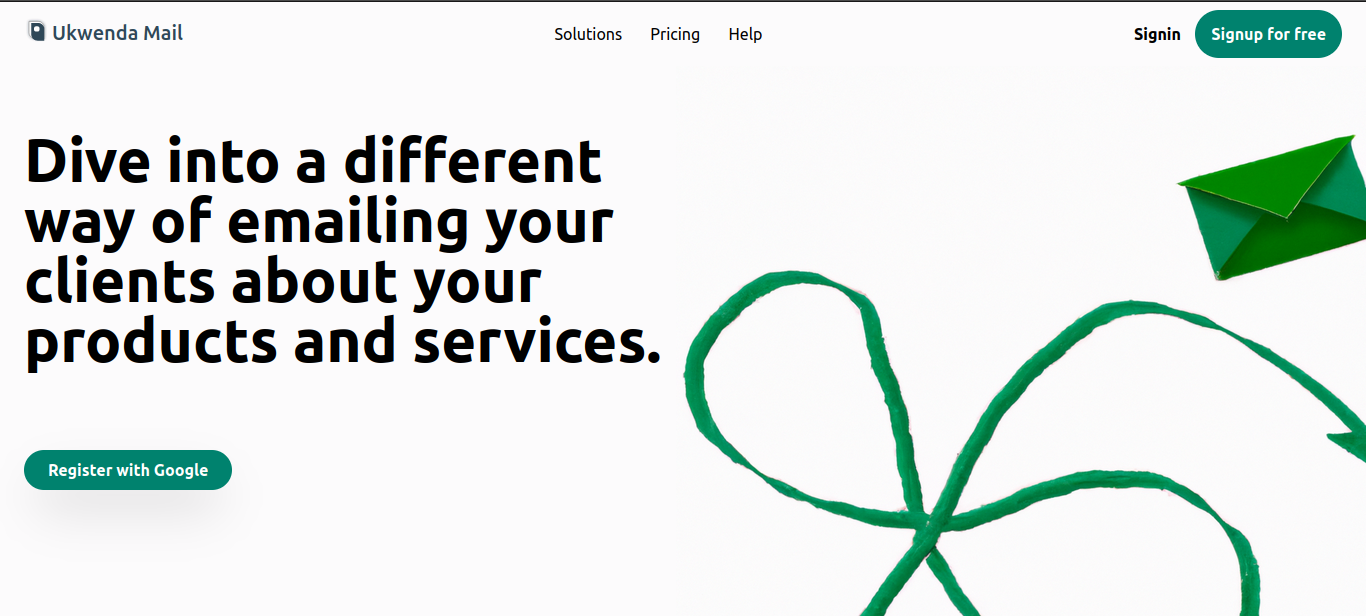 Ukwenda Mail
Solutions
Pricing
Help
Signin
Signup for free
Dive into a different
way of emailing your
clients about your
products and services.
Register with Google